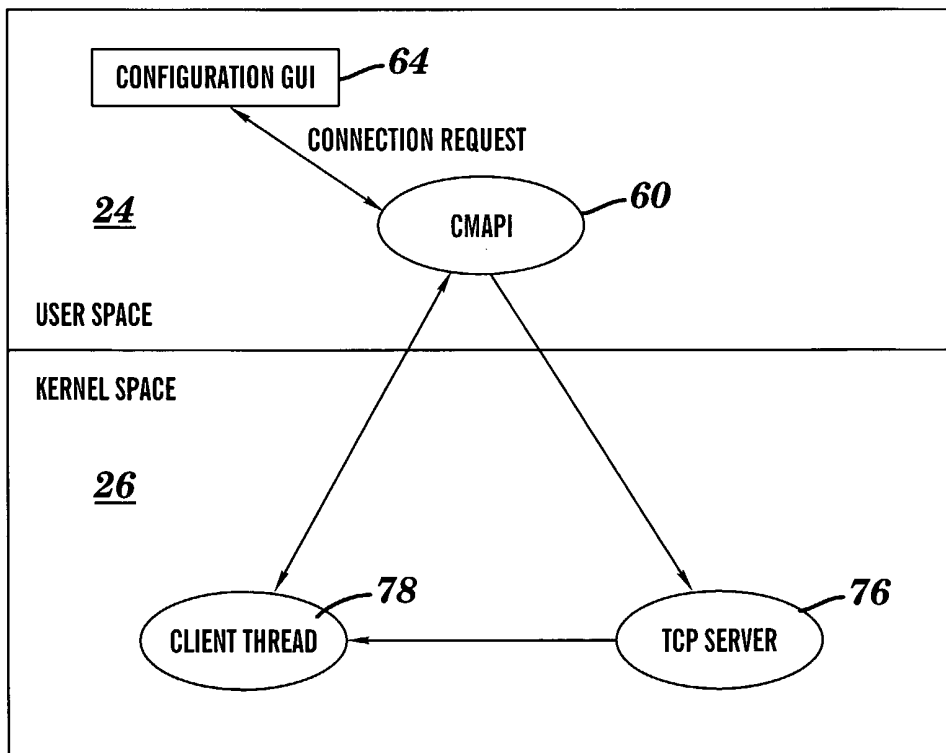 CONFIGURATION GUI
64
CONNECTION REQUEST
24
CMAPI
60
USER SPACE
KERNEL SPACE
26
78
CLIENT THREAD
76
TCP SERVER